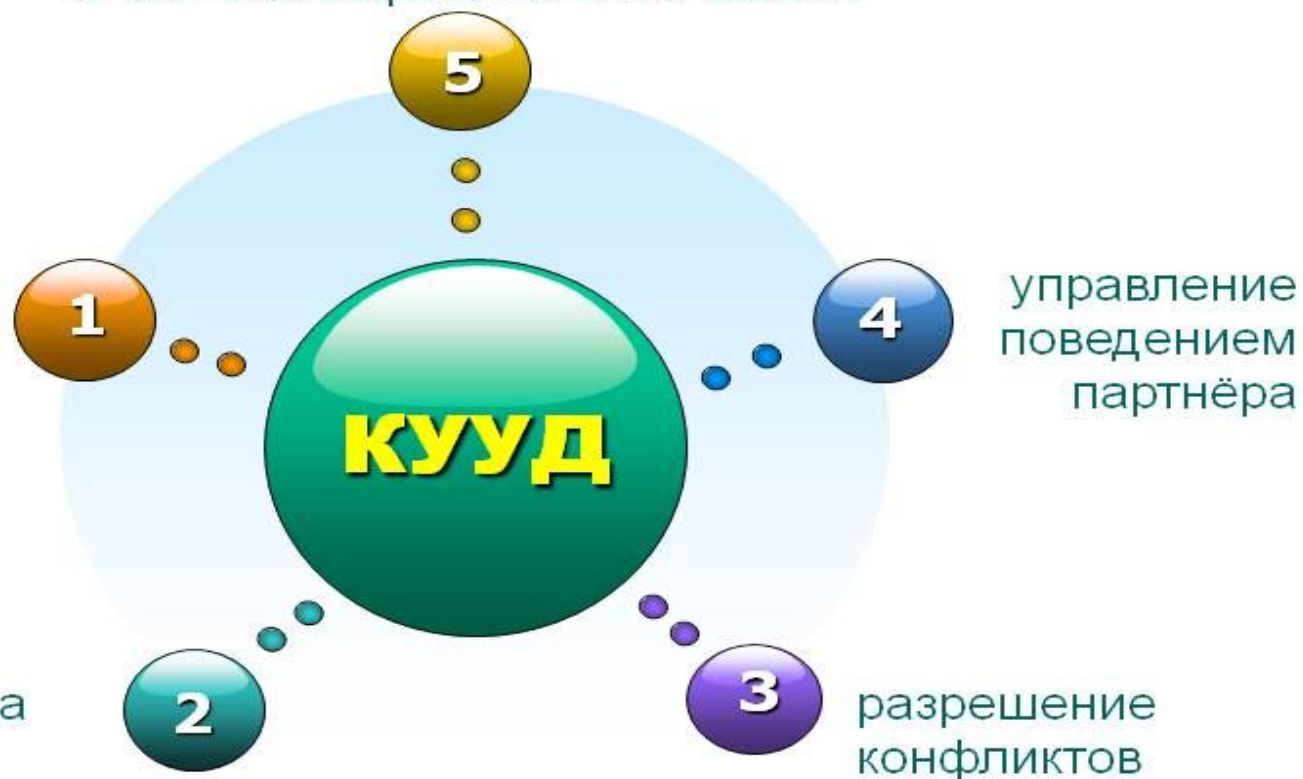 5
1
4
управление
поведением
партнёра
КУУД
2
3
разрешение
конфликтов